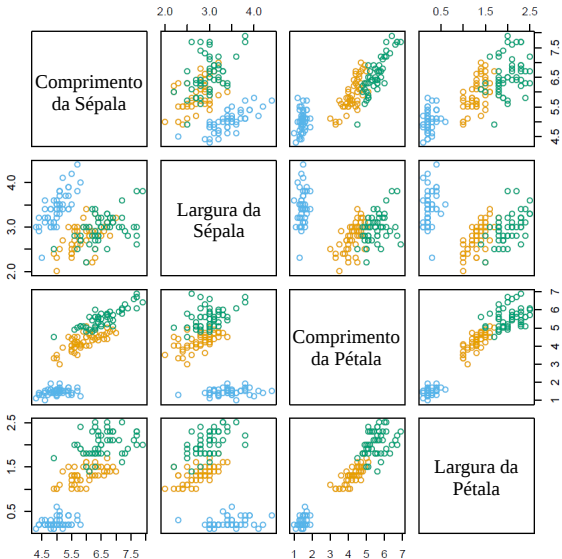 2.0 3.0 4.0
0.5 1.5 2.5
Comprimento
da Sépala
4.5 5.5 6.5 7.5
2.0 3.0 4.0
Largura da
Sépala
Comprimento
da Pétala
1 2 3 4 5 6 7
0.5 1.5 2.5
Largura da
Pétala
4.5 5.5 6.5 7.5
1 2 3 4 5 6 7